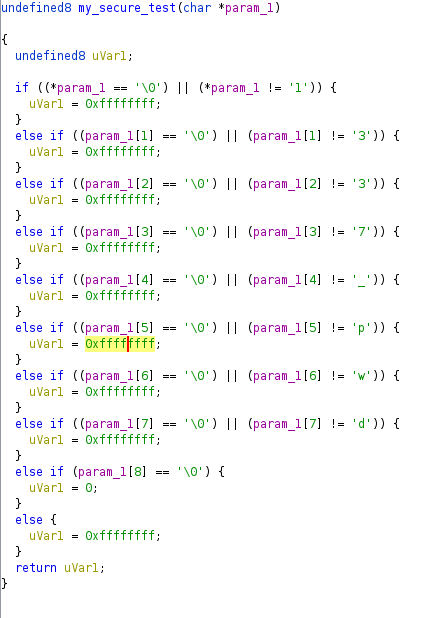 undefined8 my_secure_test(char *param_1)
{
undefined8 uVar1;
if ((*param_1 == '\0') || (*param_1 != '1')) {
uVar1 = 0xffffffff;
}
else if ((param_1[1] == '\0') || (param_1[1] != '3')) {
uVar1 = 0xffffffff;
}
else if ((param_1[2] == '\0') || (param_1[2] != '3')) {
uVar1 = 0xffffffff;
}
else if ((param_1[3] == '\0') || (param_1[3] != '7')) {
uVar1 = 0xffffffff;
}
else if ((param_1[4] == '\0') || (param_1[4] != '_')) {
uVar1 = 0xffffffff;
}
else if ((param_1[5] == '\0') || (param_1[5] != 'p')) {
uVar1 = 0xffffffff;
}
else if ((param_1[6] == '\0') || (param_1[6] != 'w')) {
uVar1 = 0xffffffff;
}
else if ((param_1[7] == '\0') || (param_1[7] != 'd')) {
uVar1 = 0xffffffff;
}
else if (param_1[8] == '\0') {
uVar1 = 0;
}
else {
uVar1 = 0xffffffff;
}
return uVar1;
}